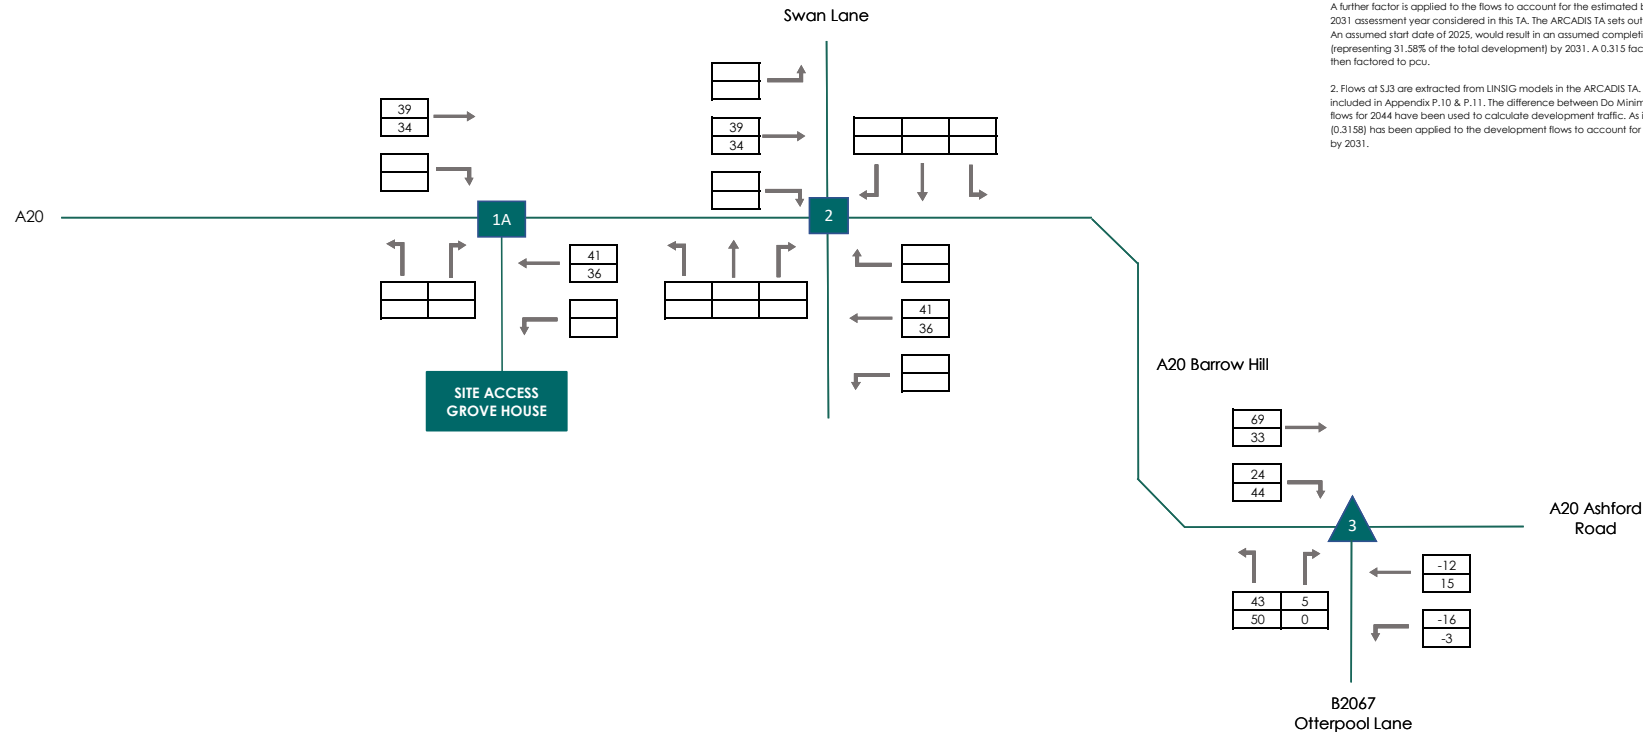 A further factor is applied to the flows to account for the estimated
2031 assessment year considered in this TA. The ARCADIS TA sets out
An assumed start date of 2025, would result in an assumed
(representing 31.58% of the total development) by 2031. A 0.315
then factored to pcu.
2. Flows at SJ3 are extracted from LINSIG models in the ARCADIS TA.
included in Appendix P.10 & P.11. The difference between Do
flows for 2044 have been used to calculate development traffic. As
(0.3158) has been applied to the development flows to account for
by 2031.
Swan Lane
39
34
39
34
A20
1A
2
41
36
41
36
SITE ACCESS
GROVE HOUSE
A20 Barrow Hill
69
33
24
44
3
A20 Ashford
Road
43 5
50 0
-12
15
-16
-3
B2067
Otterpool Lane